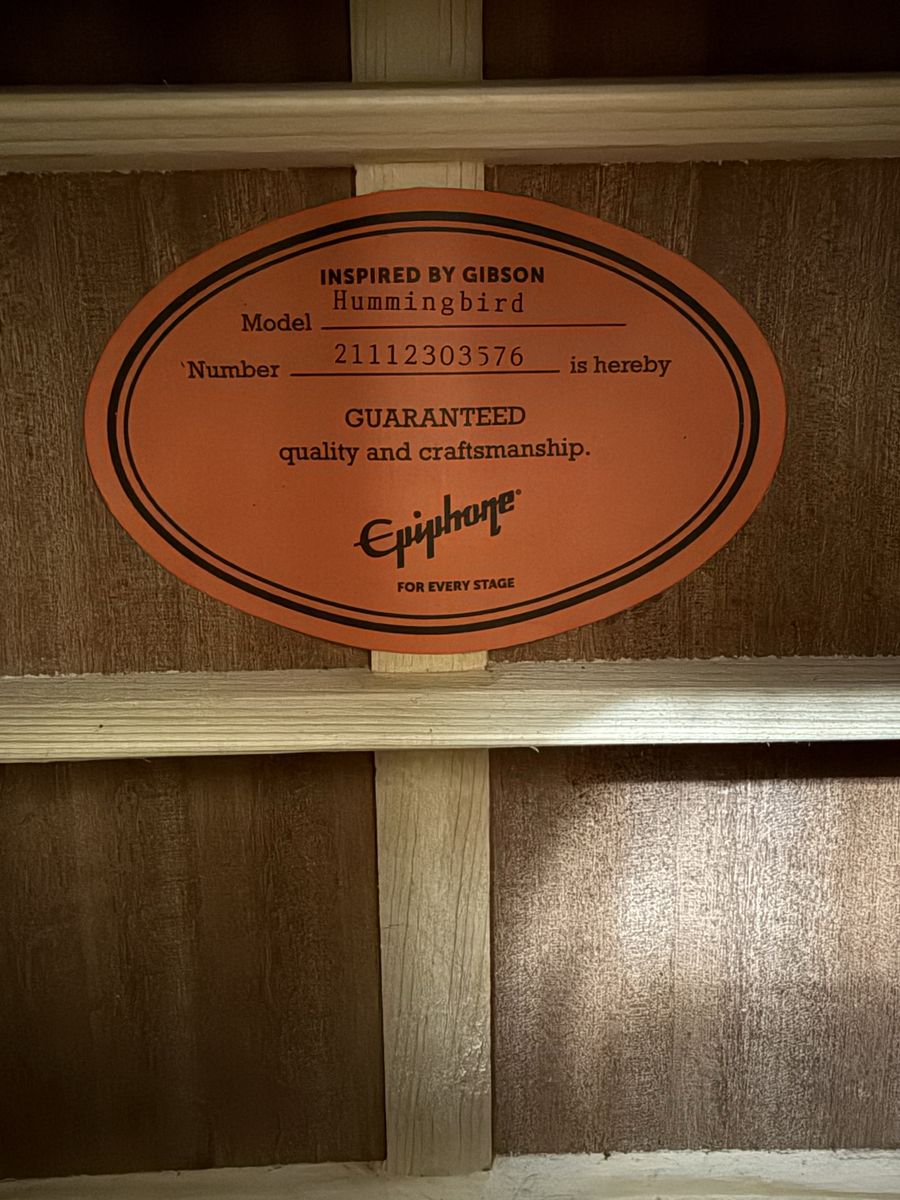 INSPIRED BY GIBSON
Hummingbird
Model
'Number 21112303576 is hereby
GUARANTEED
quality and craftsmanship.
Epiphone®
FOR EVERY STAGE